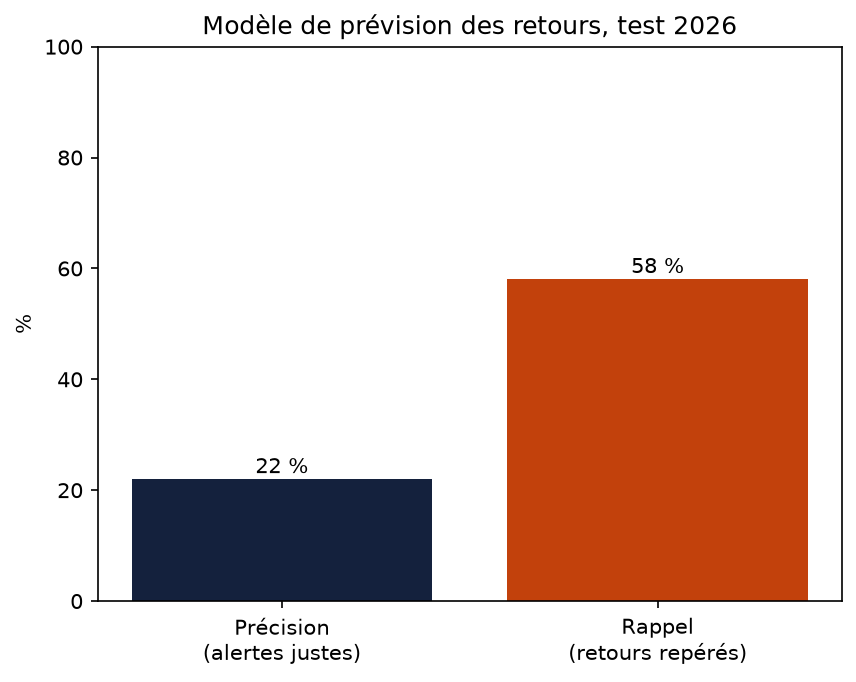 Modèle de prévision des retours, test 2026
100
80
60
40
20
0
%
22 %
58 %
Précision
(alertes justes)
Rappel
(retours repérés)